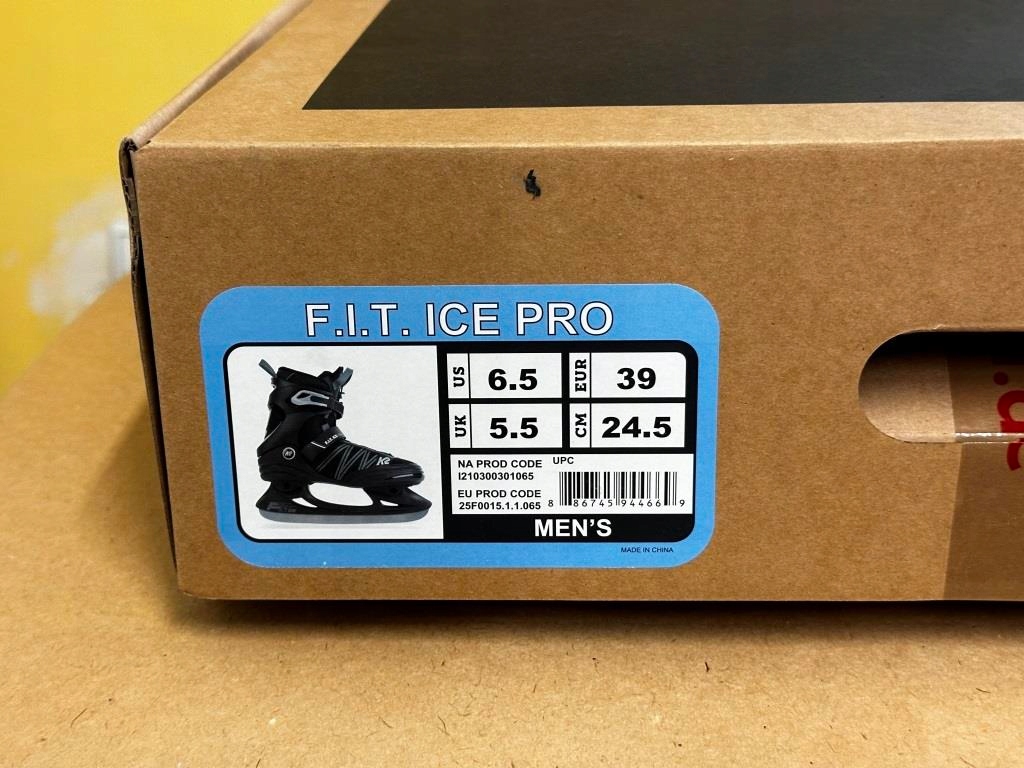 F.I.T. ICE PRO
US 6.5 EUR 39
UK 5.5 CM 24.5
NA PROD CODE UPC
I210300301065
EU PROD CODE
25F0015.1.1.065 8 86745 94466 9
MEN'S
MADE IN CHINA
K2